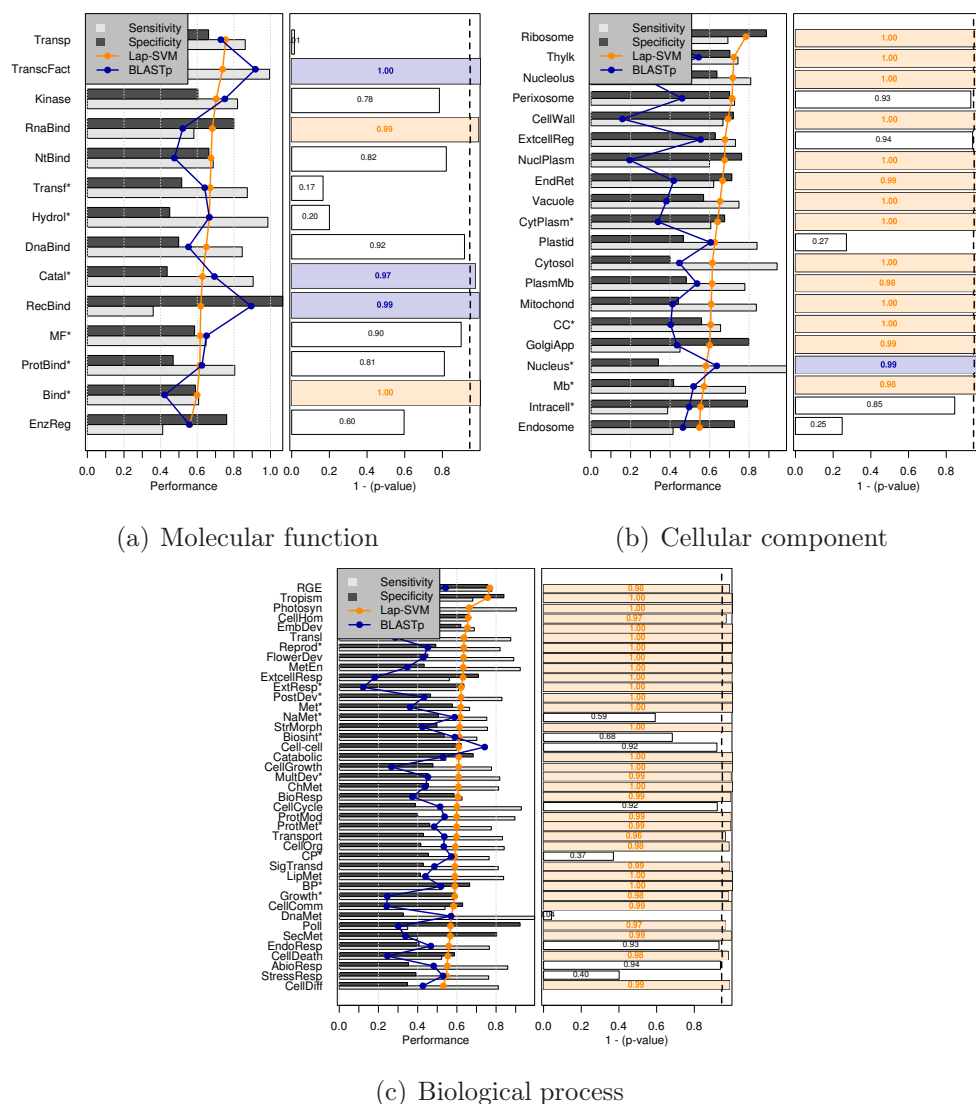 Sensitivity
Specificity
Lap-SVM
BLASTp
Transp
TranscFact
Kinase
RnaBind
NtBind
Transf*
Hydrol*
DnaBind
Catal*
RecBind
MF*
ProtBind*
Bind*
EnzReg
0.0 0.2 0.4 0.6 0.8 1.0
Performance
1.00
0.78
0.99
0.82
0.17
0.20
0.92
0.97
0.99
0.90
0.81
1.00
0.60
0.0 0.2 0.4 0.6 0.8
1 - (p-value)
(a) Molecular function
Sensitivity
Specificity
Lap-SVM
BLASTp
Ribosome
Thylk
Nucleolus
Perixosome
CellWall
ExtcellReg
NuclPlasm
EndRet
Vacuole
CytPlasm*
Plastid
Cytosol
PlasmMb
Mitochond
CC*
GolgiApp
Nucleus*
Mb*
Intracell*
Endosome
0.0 0.2 0.4 0.6 0.8
Performance
1.00
1.00
1.00
0.93
1.00
0.94
1.00
0.99
1.00
1.00
0.27
1.00
0.98
1.00
1.00
0.99
0.99
0.98
0.85
0.25
0.0 0.2 0.4 0.6 0.8
1 - (p-value)
(b) Cellular component
Sensitivity
Specificity
Lap-SVM
BLASTp
RGE
Tropism
Photosyn
CellHom
EmbDev
Transl
Reprod*
FlowerDev
MetEn
ExtcellResp
ExtResp*
PostDev*
Met*
NaMet*
StrMorph
Biosint*
Cell-cell
Catabolic
CellGrowth
MultDev*
ChMet
BioResp
CellCycle
ProtMod
ProtMet*
Transport
CellOrg
CP*
SigTransd
LipMet
BP*
Growth*
CellComm
DnaMet
Poll
SecMet
EndoResp
CellDeath
AbioResp
StressResp
CellDiff
0.0 0.2 0.4 0.6 0.8
Performance
0.98
1.00
1.00
0.97
1.00
1.00
1.00
1.00
1.00
1.00
1.00
1.00
1.00
0.59
1.00
0.68
0.92
1.00
1.00
0.99
1.00
0.99
0.92
0.99
0.99
0.98
0.98
0.37
0.99
1.00
1.00
0.98
0.99
0.97
0.99
0.93
0.98
0.94
0.40
0.99
0.0 0.2 0.4 0.6 0.8
1 - (p-value)
(c) Biological process